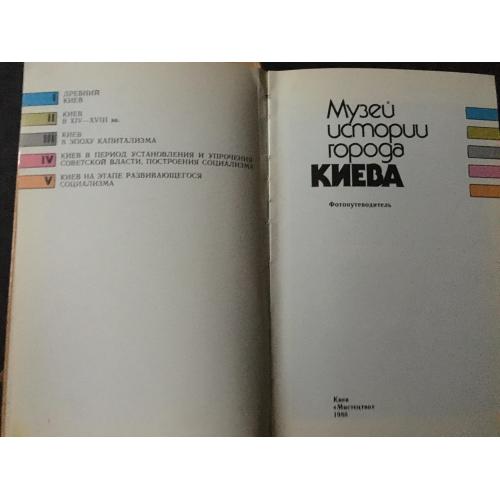 I
ДРЕВНИЙ
КИЕВ
II
КИЕВ
В XIV—XVIII вв.
III
КИЕВ
В ЭПОХУ КАПИТАЛИЗМА
IV
КИЕВ В ПЕРИОД УСТАНОВЛЕНИЯ И УПРОЧЕНИЯ
СОВЕТСКОЙ ВЛАСТИ, ПОСТРОЕНИЯ СОЦИАЛИЗМА
V
КИЕВ НА ЭТАПЕ РАЗВИВАЮЩЕГОСЯ
СОЦИАЛИЗМА
Музей
истории
города
КИЕВА
Фотопутеводитель
Киев
«Мистецтво»
1988